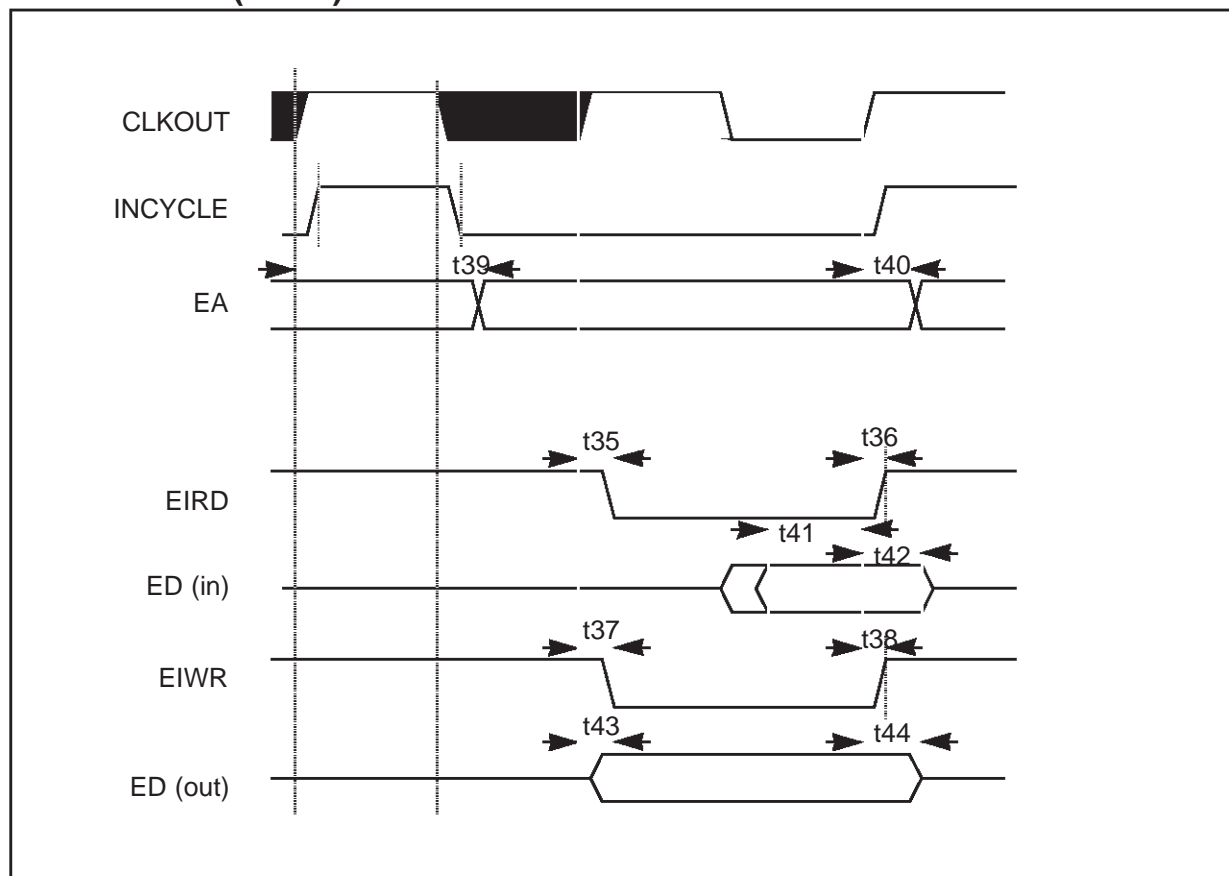 CLKOUT
INCYCLE
t39 t40
EA
t35 t36
EIRD
t41
t42
ED (in)
t37 t38
EIWR
t43 t44
ED (out)